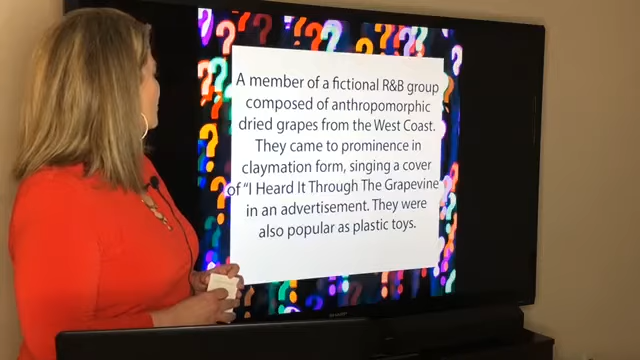 A member of a fictional R&B group
composed of anthropomorphic
dried grapes from the West Coast.
They came to prominence in
claymation form, singing a cover
of “I Heard It Through The Grapevine
in an advertisement. They were
also popular as plastic toys.
SHARP